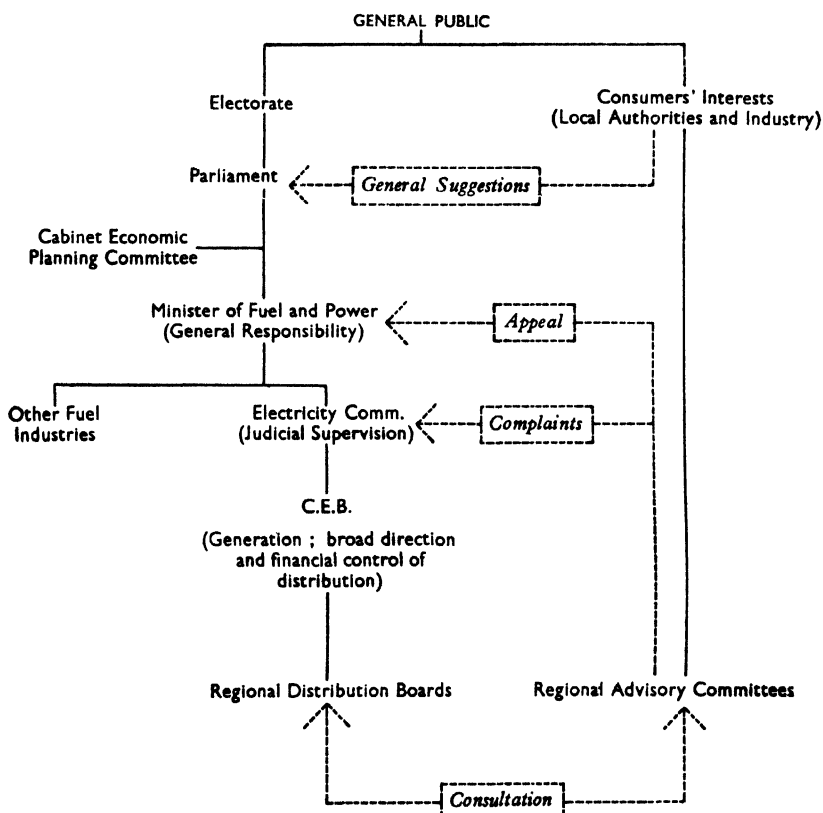 GENERAL PUBLIC
Electorate
Consumers' Interests
(Local Authorities and Industry)
Parliament
General Suggestions
Cabinet Economic
Planning Committee
Minister of Fuel and Power
(General Responsibility)
Appeal
Other Fuel
Industries
Electricity Comm.
(Judicial Supervision)
Complaints
C.E.B.
(Generation ; broad direction
and financial control of
distribution)
Regional Distribution Boards
Regional Advisory Committees
Consultation